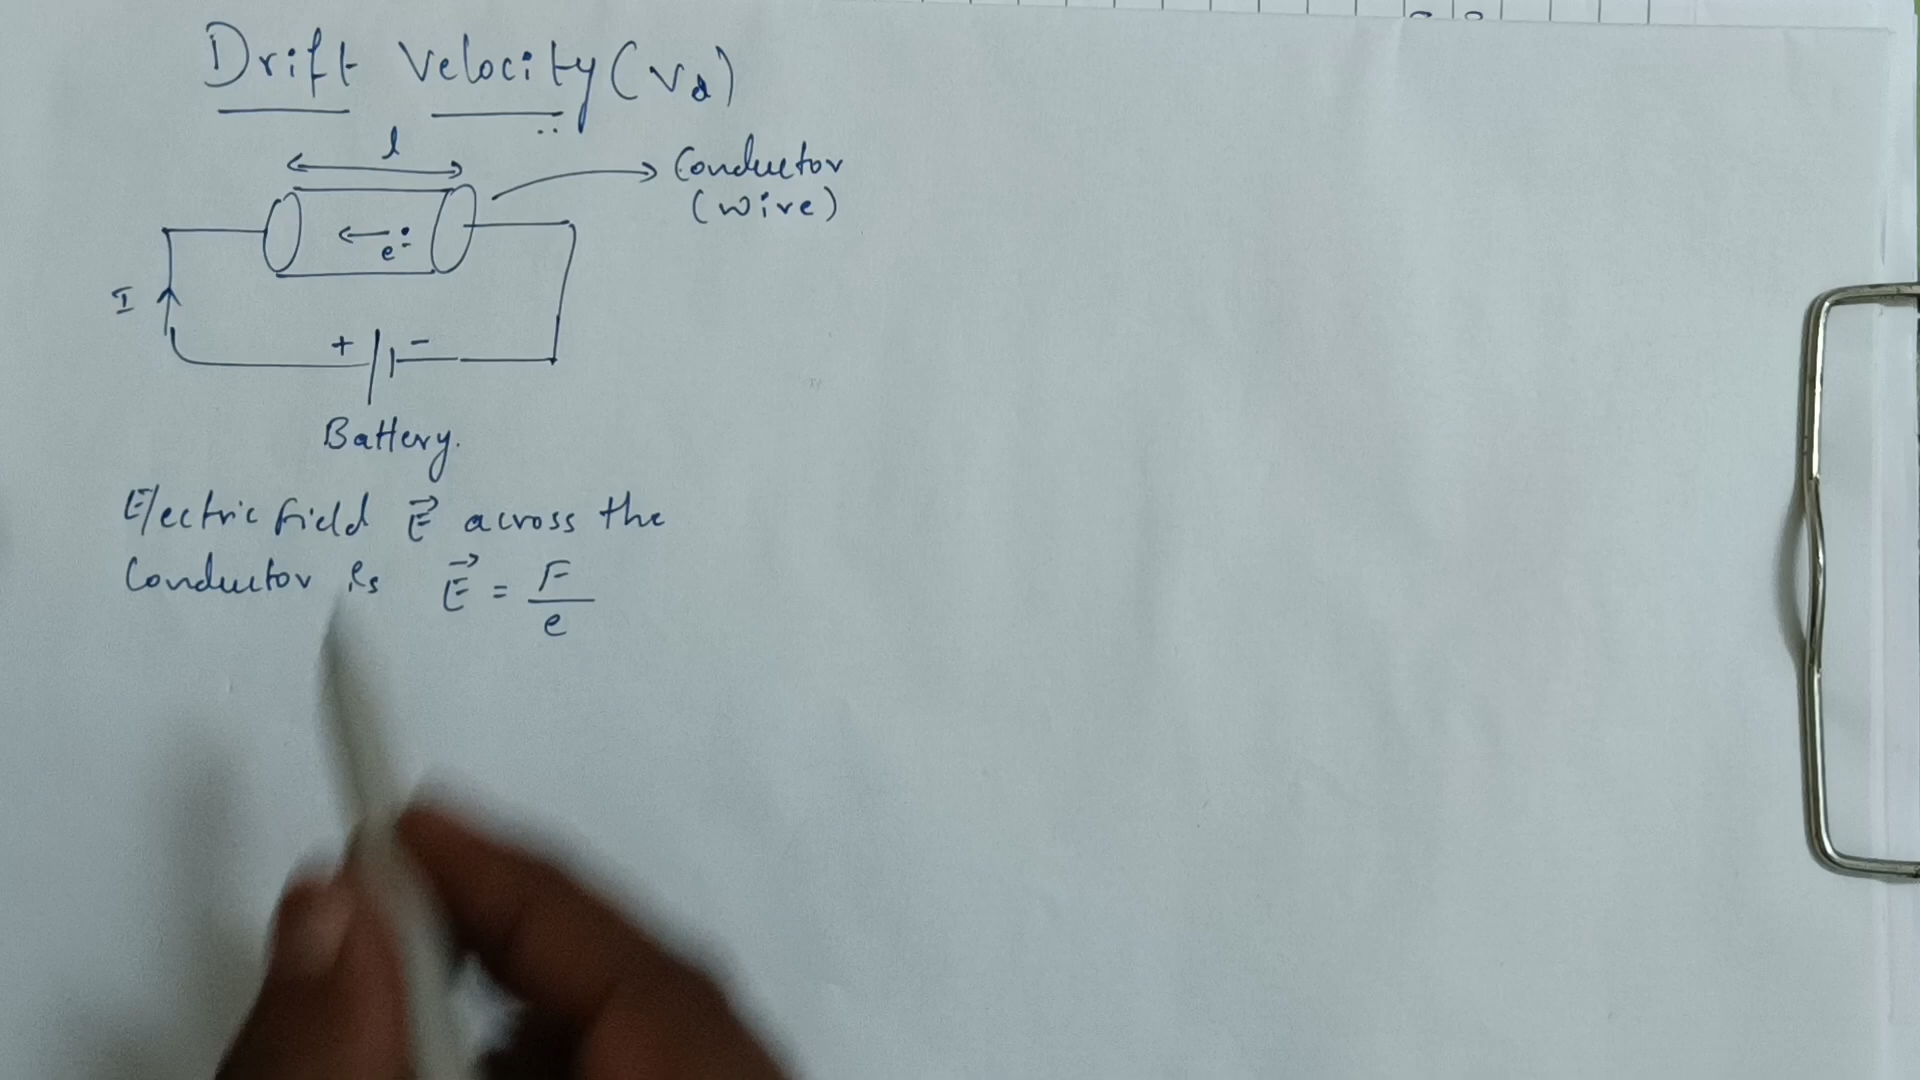 Drift Velocity (Vd)
l
Conductor
(wire)
e-
I
+ -
Battery.
Electric field E⃗ across the
Conductor is E⃗ = F/e